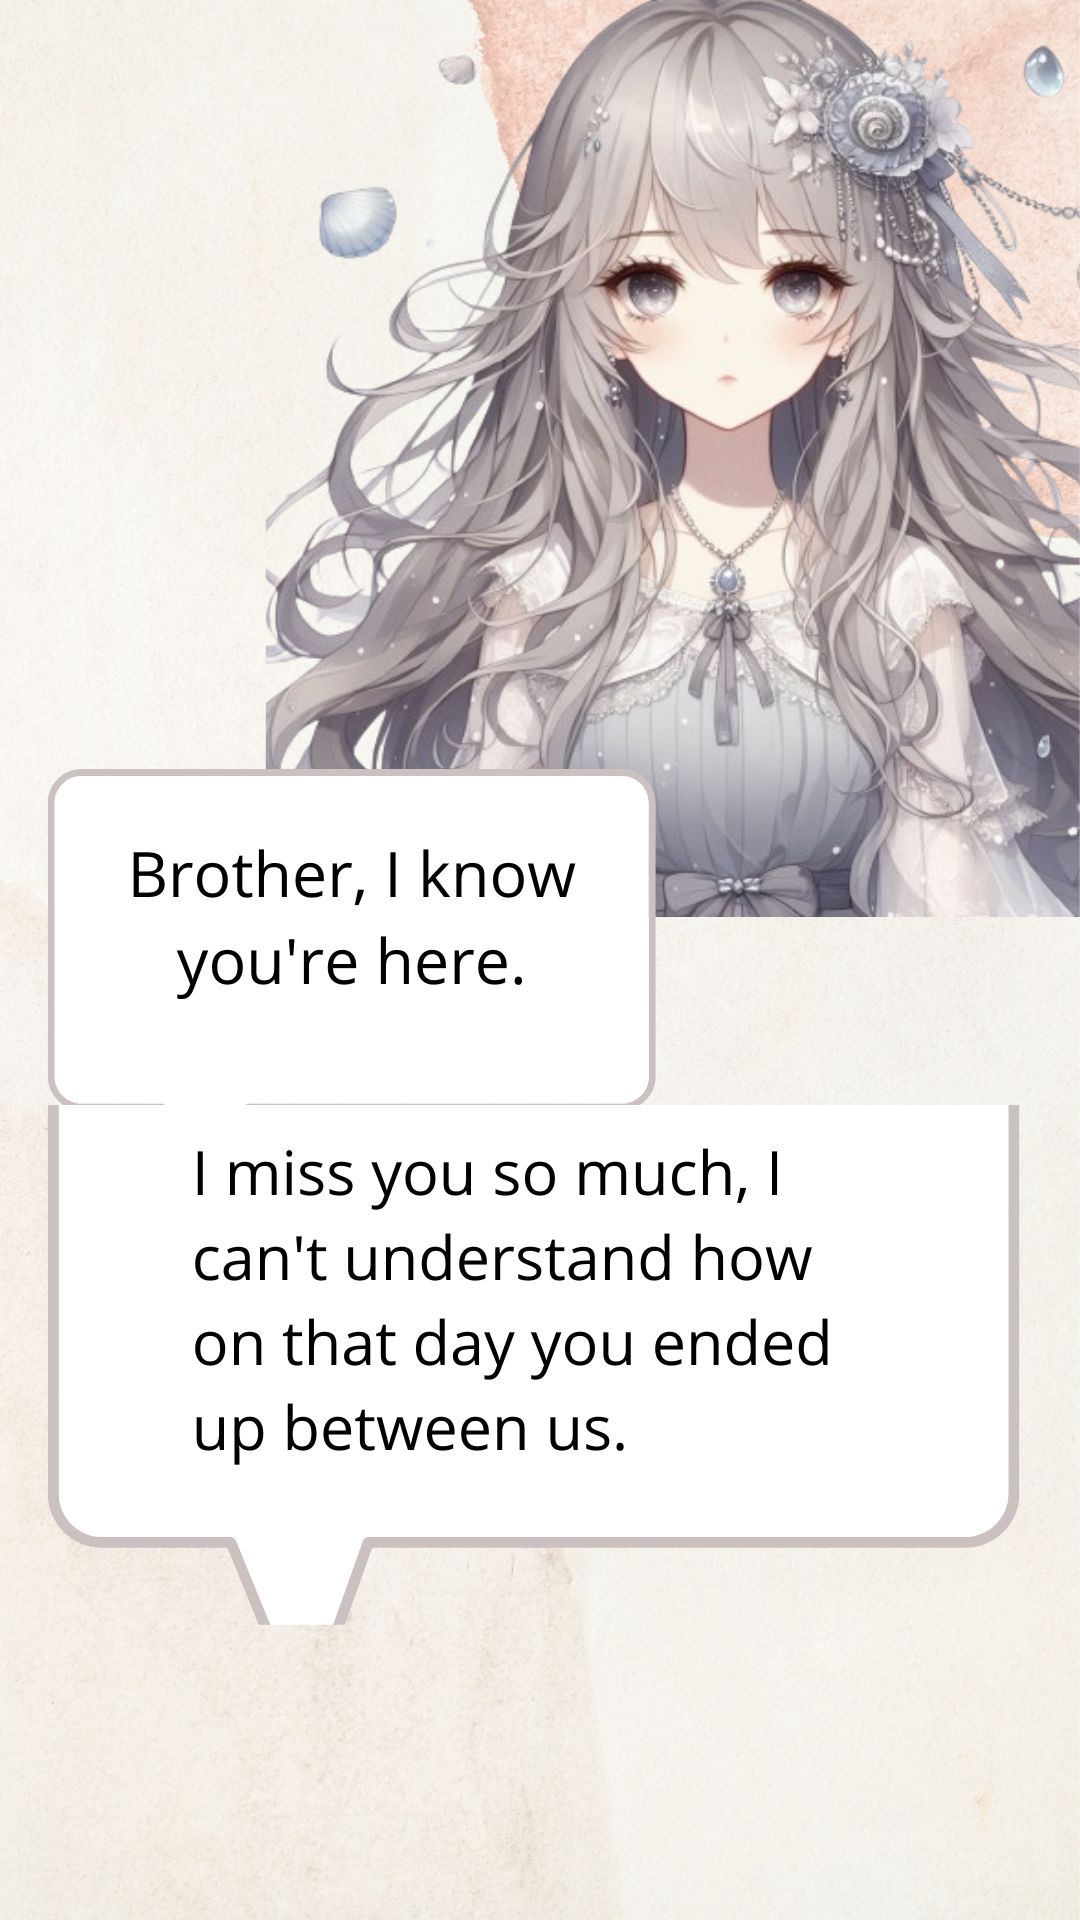 Brother, I know
you're here.
I miss you so much, I
can't understand how
on that day you ended
up between us.